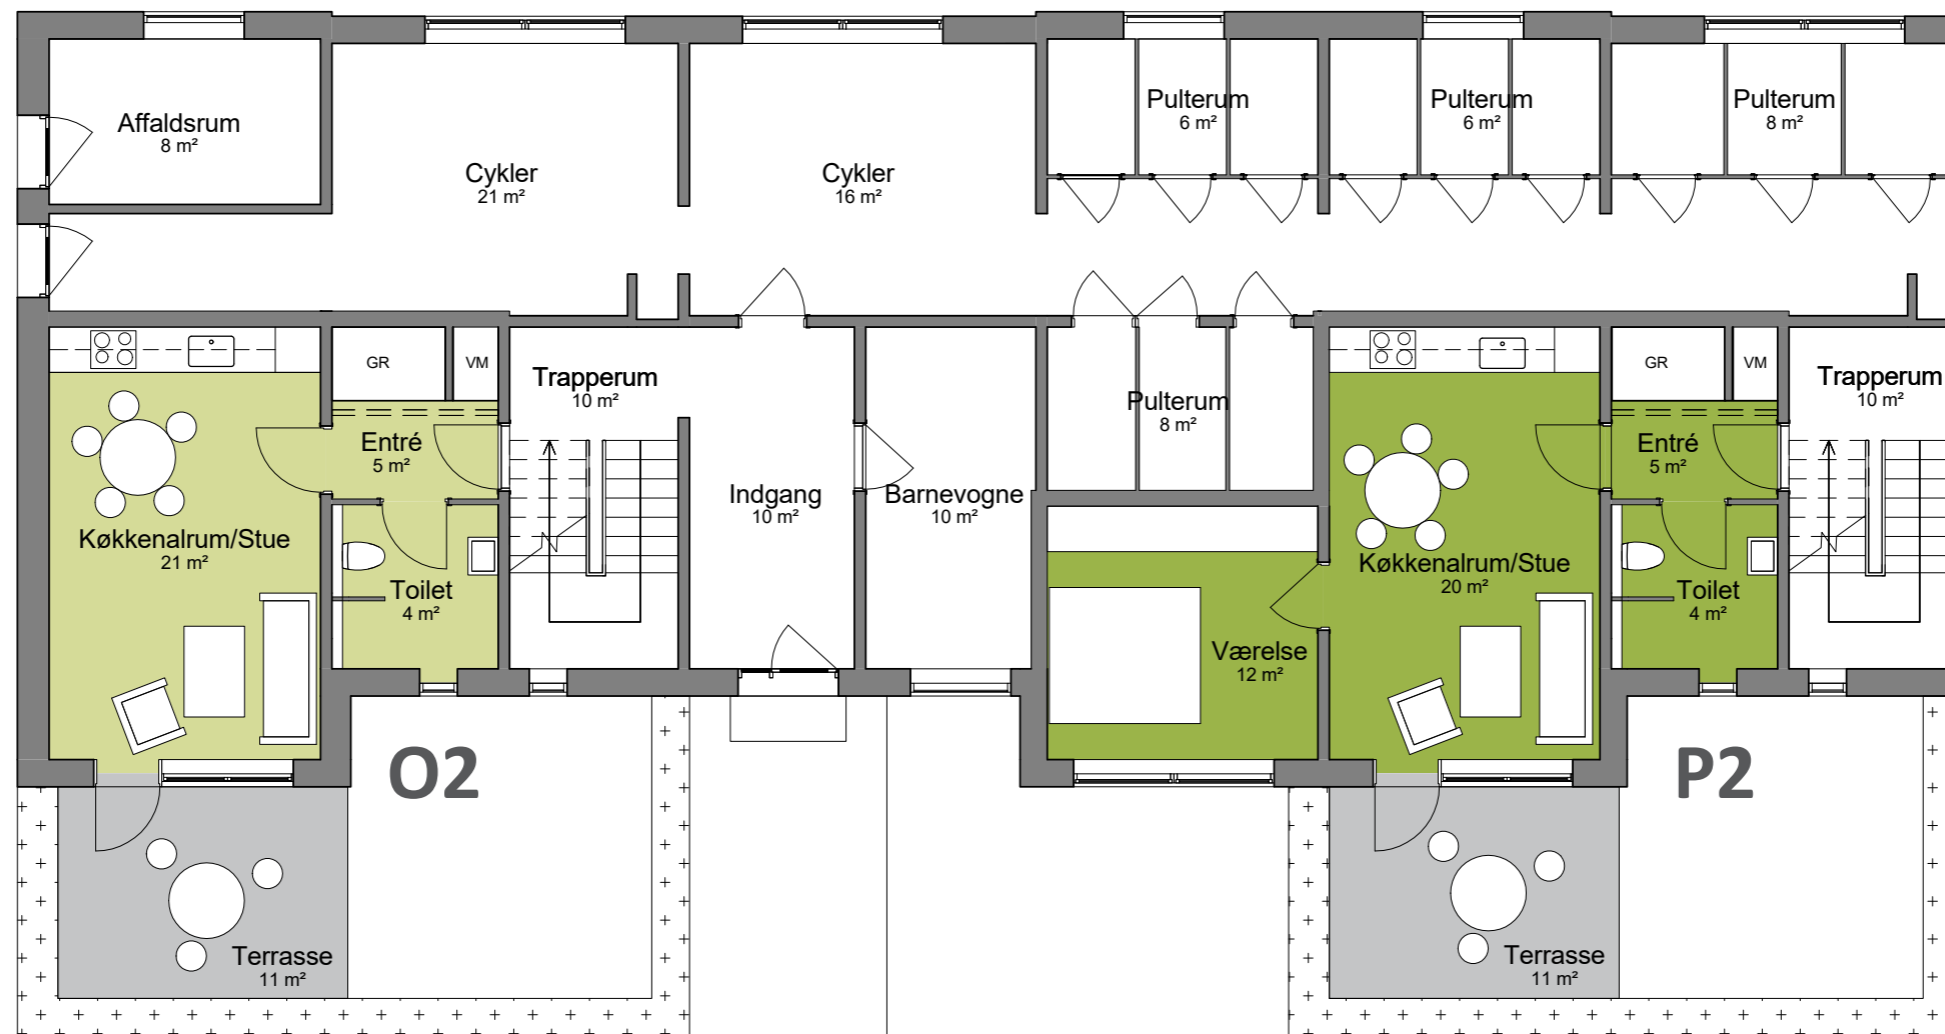 Affaldsrum
8 m²
Cykler
21 m²
Cykler
16 m²
Pulterum
6 m²
Pulterum
6 m²
Pulterum
8 m²
GR
VM
Trapperum
10 m²
Entré
5 m²
Køkkenalrum/Stue
21 m²
Toilet
4 m²
Indgang
10 m²
Barnevogne
10 m²
Pulterum
8 m²
Værelse
12 m²
Køkkenalrum/Stue
20 m²
GR
VM
Trapperum
10 m²
Entré
5 m²
Toilet
4 m²
O2
P2
Terrasse
11 m²
Terrasse
11 m²